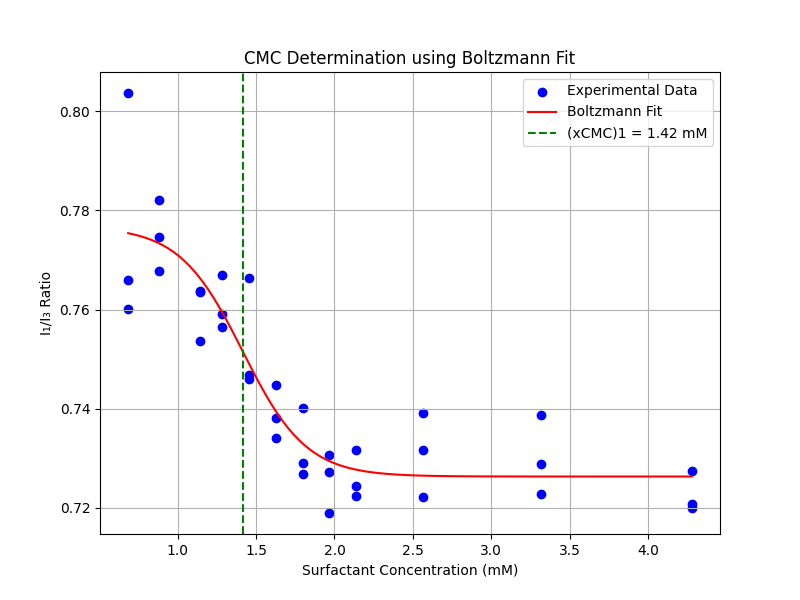 CMC Determination using Boltzmann Fit
Experimental Data
Boltzmann Fit
(xCMC)1 = 1.42 mM
I₁/I₃ Ratio
0.80
0.78
0.76
0.74
0.72
1.0 1.5 2.0 2.5 3.0 3.5 4.0
Surfactant Concentration (mM)